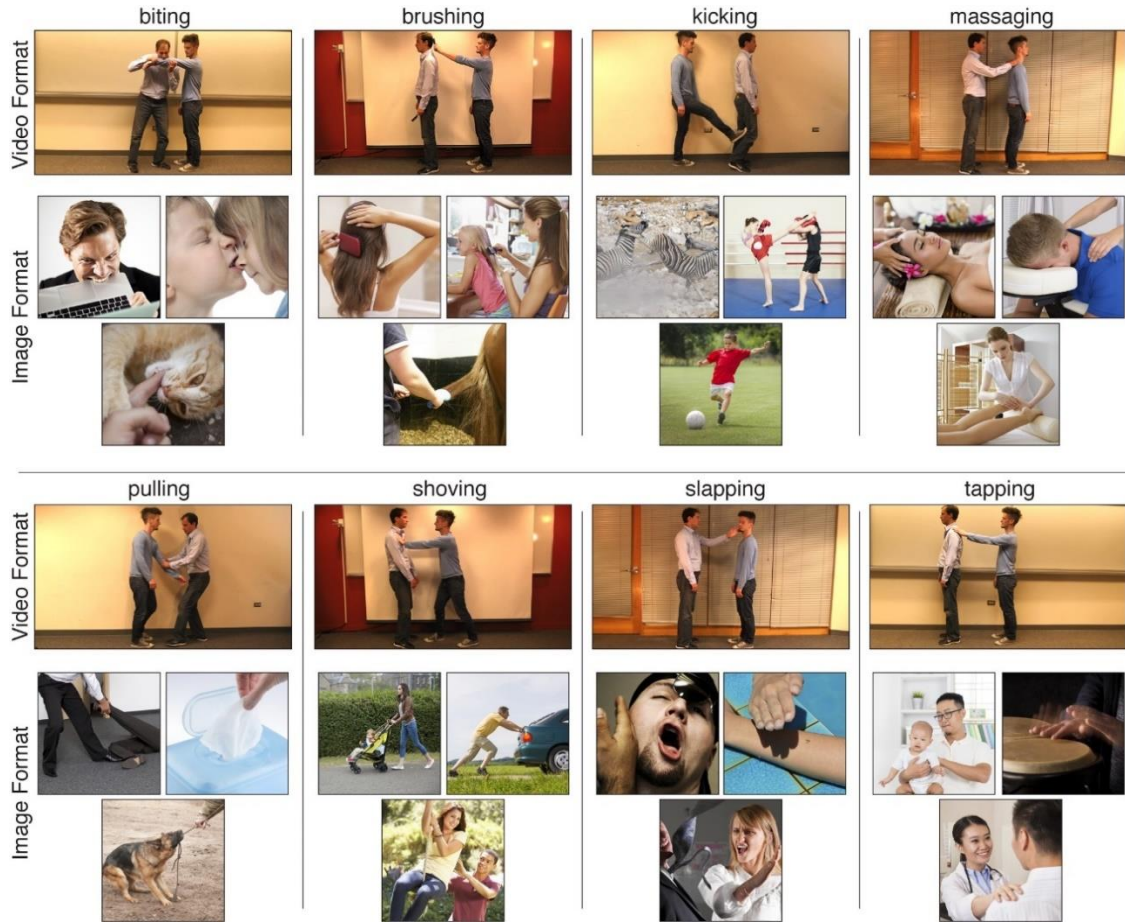 biting
brushing
kicking
massaging
Video Format
Image Format
pulling
shoving
slapping
tapping
Video Format
Image Format